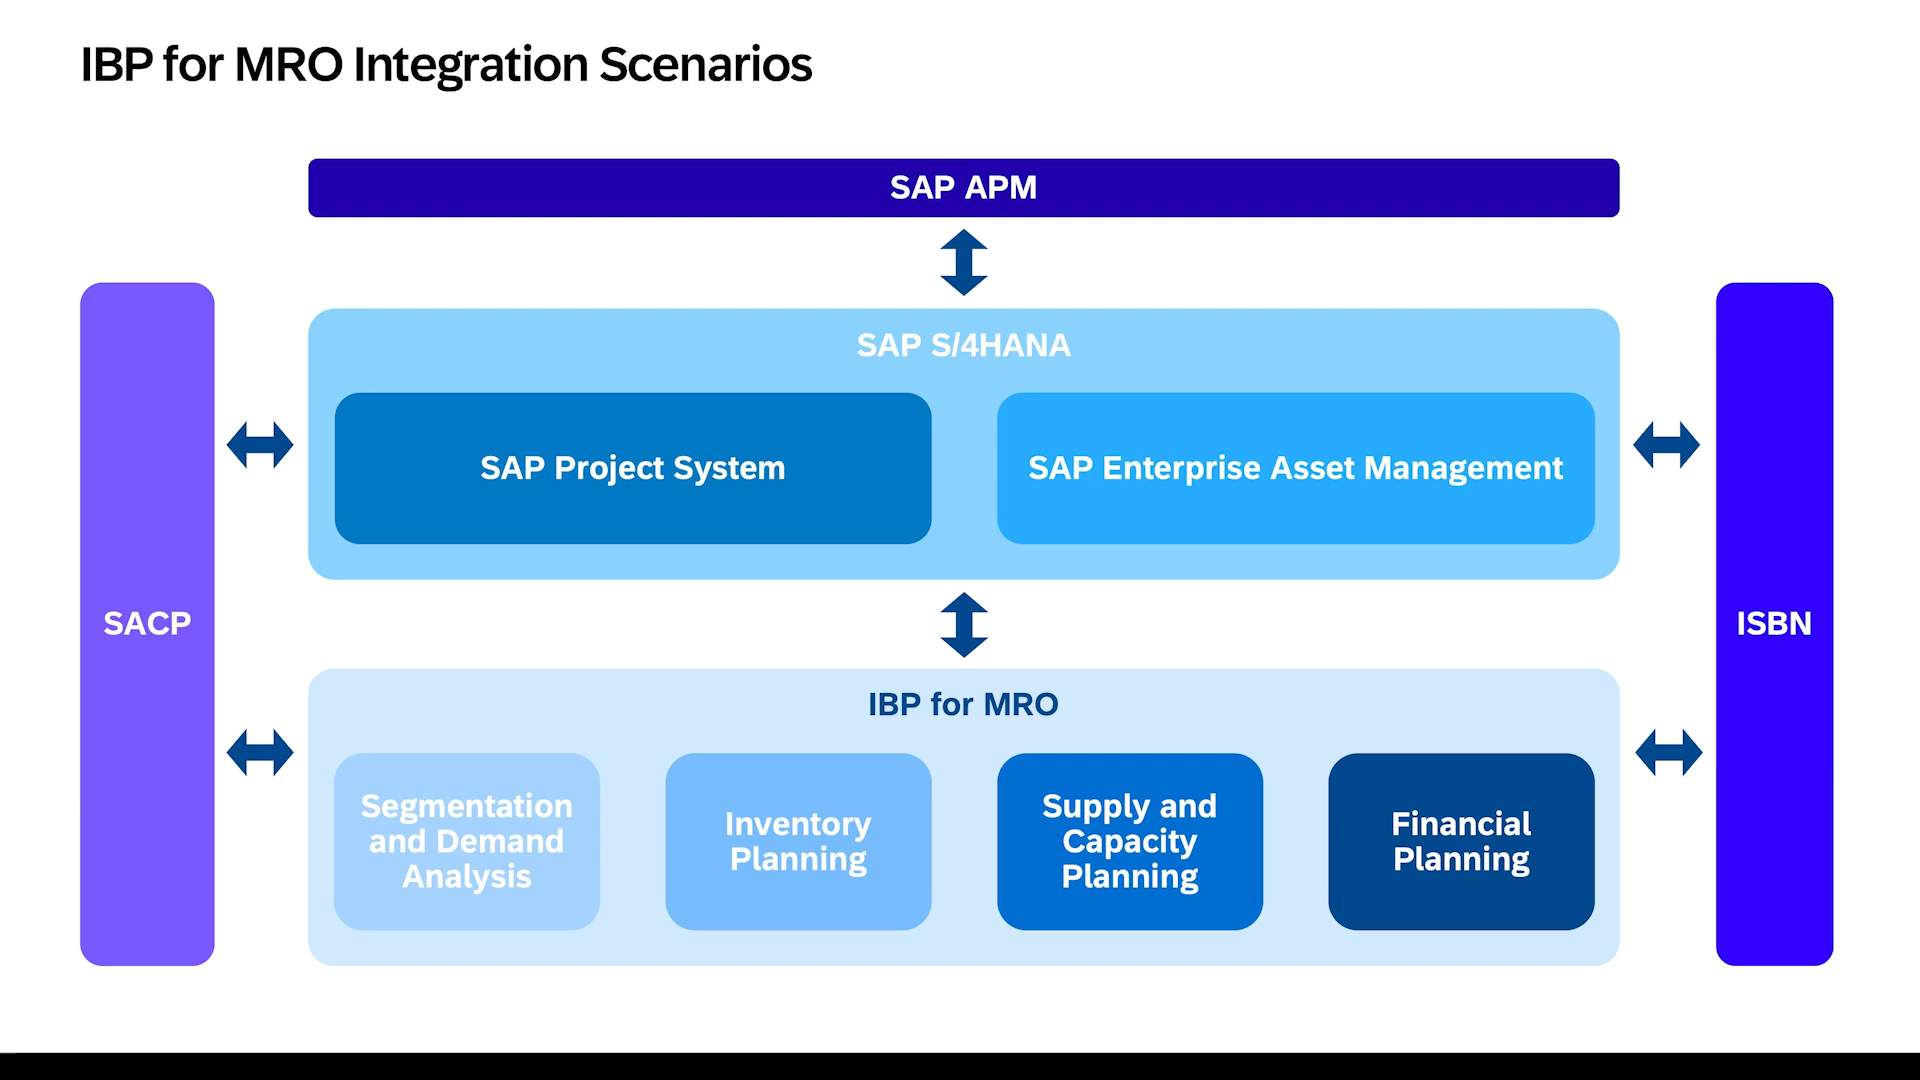 IBP for MRO Integration Scenarios
SAP APM
SAP S/4HANA
SAP Project System
SAP Enterprise Asset Management
SACP
ISBN
IBP for MRO
Segmentation
and Demand
Analysis
Inventory
Planning
Supply and
Capacity
Planning
Financial
Planning